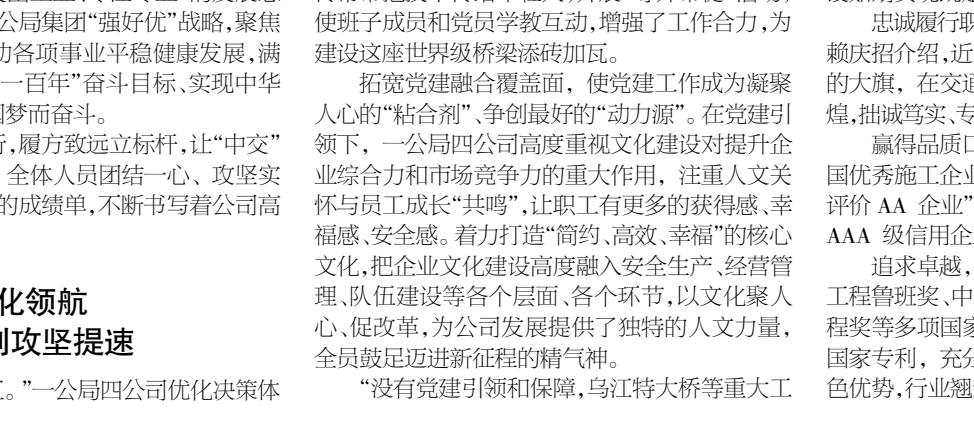 公局集团“强好优”战略,聚焦
各项事业平稳健康发展,满
一百年”奋斗目标、实现中华
梦而奋斗。
,履方致远立标杆,让“中交”
全体人员团结一心、攻坚实
的成绩单,不断书写着公司高
化领航
攻坚提速
。”一公局四公司优化决策体
使班子成员和党员学教互动,增强了工作合力,为
建设这座世界级桥梁添砖加瓦。
拓宽党建融合覆盖面，使党建工作成为凝聚
人心的“粘合剂”、争创最好的“动力源”。在党建引
领下，一公局四公司高度重视文化建设对提升企
业综合力和市场竞争力的重大作用，注重人文关
怀与员工成长“共鸣”,让职工有更多的获得感、幸
福感、安全感。着力打造“简约、高效、幸福”的核心
文化,把企业文化建设高度融入安全生产、经营管
理、队伍建设等各个层面、各个环节,以文化聚人
心、促改革,为公司发展提供了独特的人文力量,
全员鼓足迈进新征程的精气神。
“没有党建引领和保障,乌江特大桥等重大工
忠诚履行职
赖庆招介绍,近
的大旗，在交通
煌,拙诚笃实、专
赢得品质口
国优秀施工企业
评价 AA 企业”
AAA 级信用企
追求卓越,
工程鲁班奖、中
程奖等多项国家
国家专利，充分
色优势,行业翘